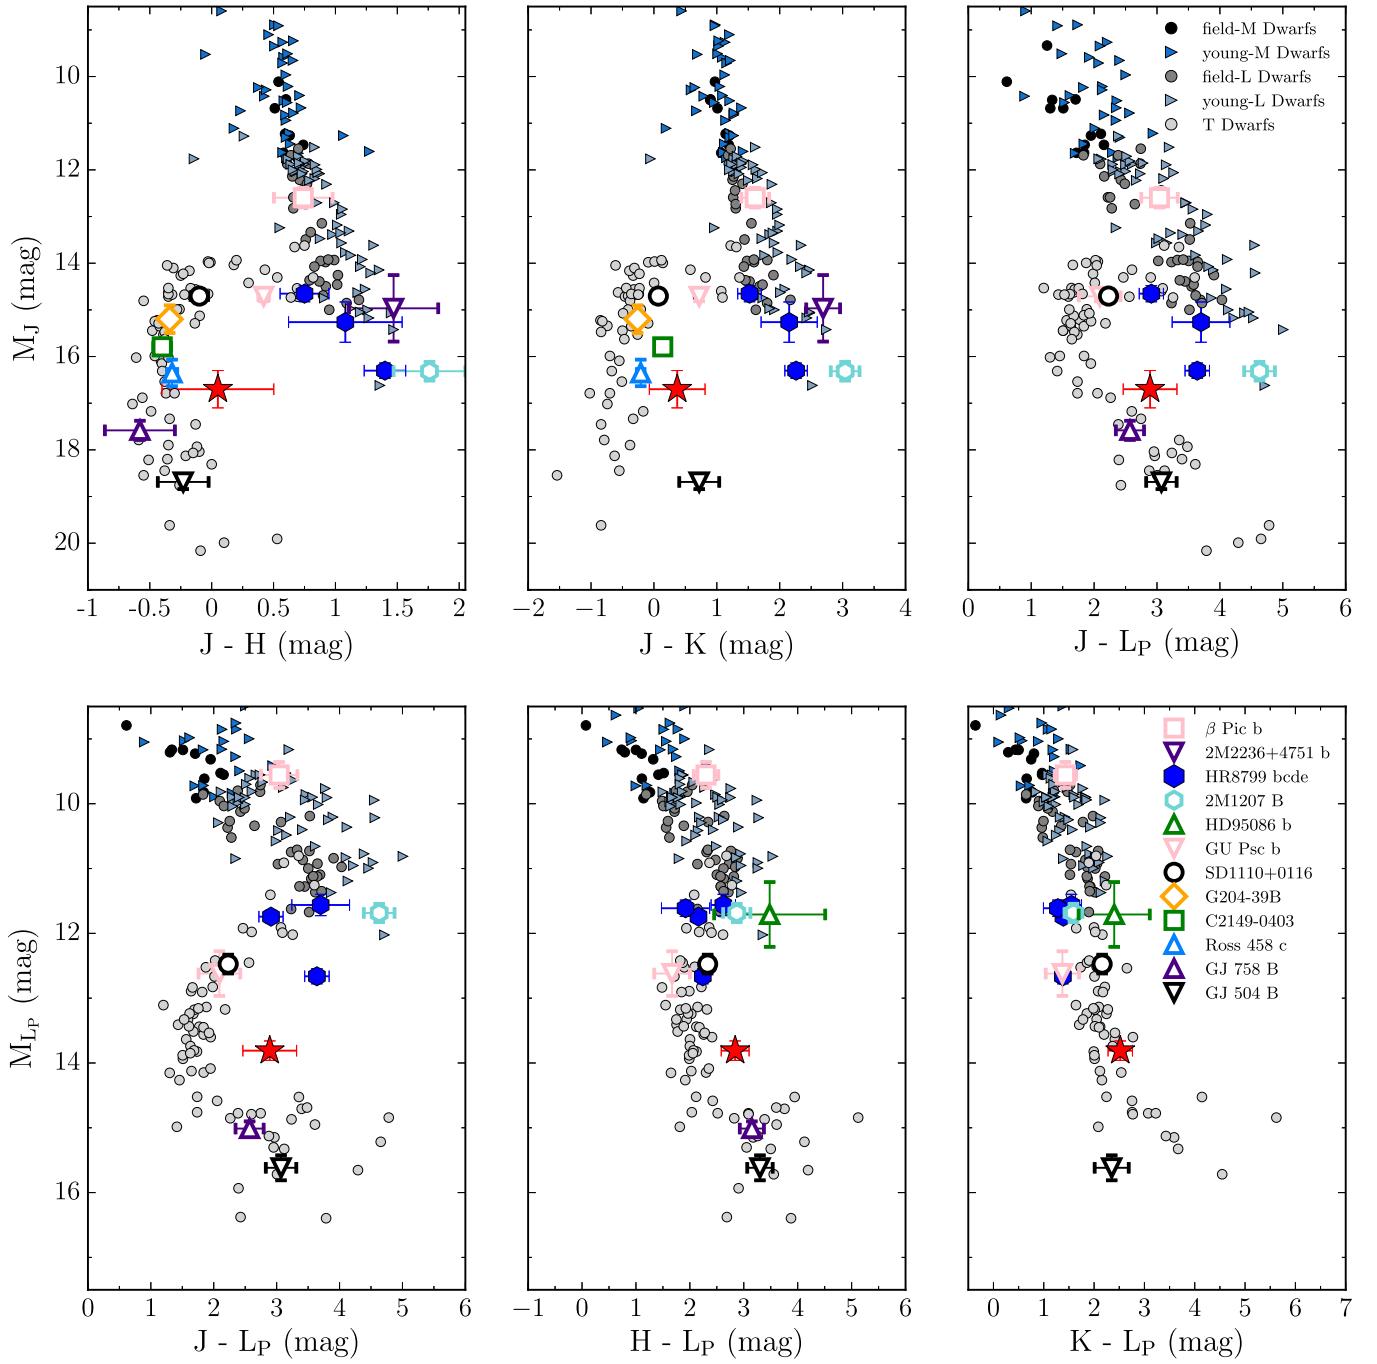 10
12
14
16
18
20
M_J (mag)
-1 -0.5 0 0.5 1 1.5 2
J - H (mag)
−2 −1 0 1 2 3 4
J - K (mag)
field-M Dwarfs
young-M Dwarfs
field-L Dwarfs
young-L Dwarfs
T Dwarfs
0 1 2 3 4 5 6
J - L_P (mag)
10
12
14
16
M_{L_P} (mag)
0 1 2 3 4 5 6
J - L_P (mag)
−1 0 1 2 3 4 5 6
H - L_P (mag)
β Pic b
2M2236+4751 b
HR8799 bcde
2M1207 B
HD95086 b
GU Psc b
SD1110+0116
G204-39B
C2149-0403
Ross 458 c
GJ 758 B
GJ 504 B
0 1 2 3 4 5 6 7
K - L_P (mag)